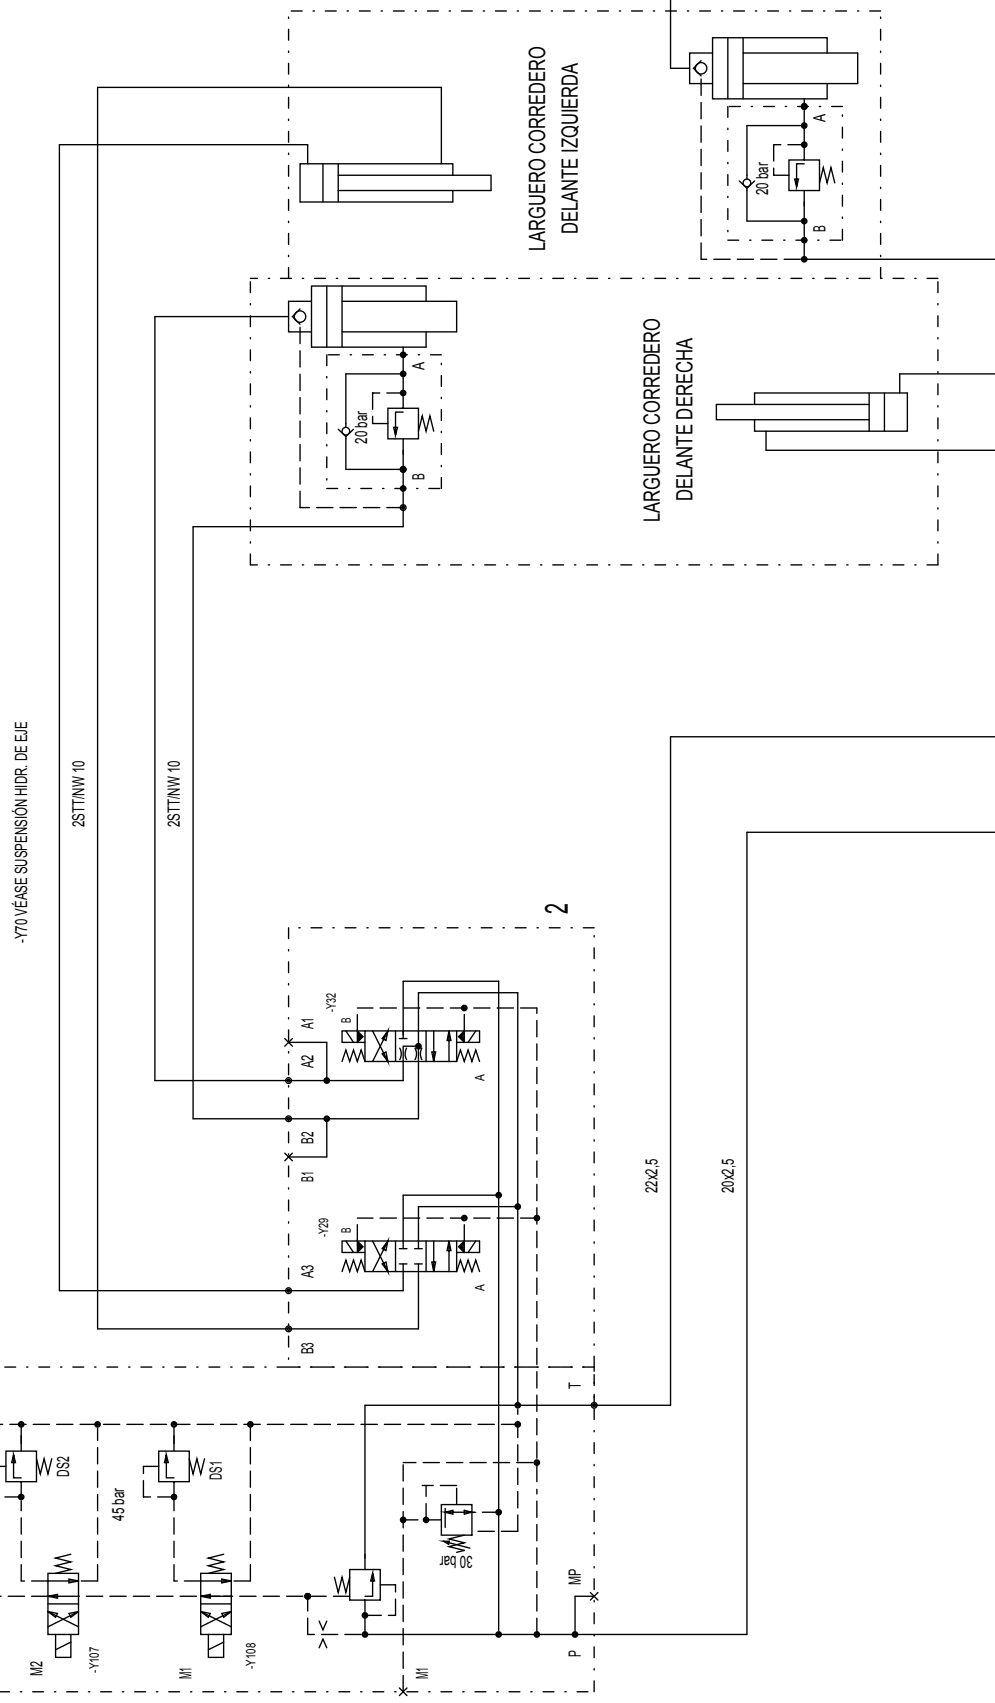 -Y70 VÉASE SUSPENSIÓN HIDR. DE EJE
2STT/NW 10
2STT/NW 10
LARGUERO CORREDERO
DELANTE IZQUIERDA
20 bar
A
B
20 bar
A
B
LARGUERO CORREDERO
DELANTE DERECHA
2
-Y32
B
A
A1
A2
B2
B1
-Y29
B
A
A3
B3
22x2,5
20x2,5
T
DS2
45 bar
DS1
30 bar
M2
-Y107
M1
-Y108
M1
MP
P